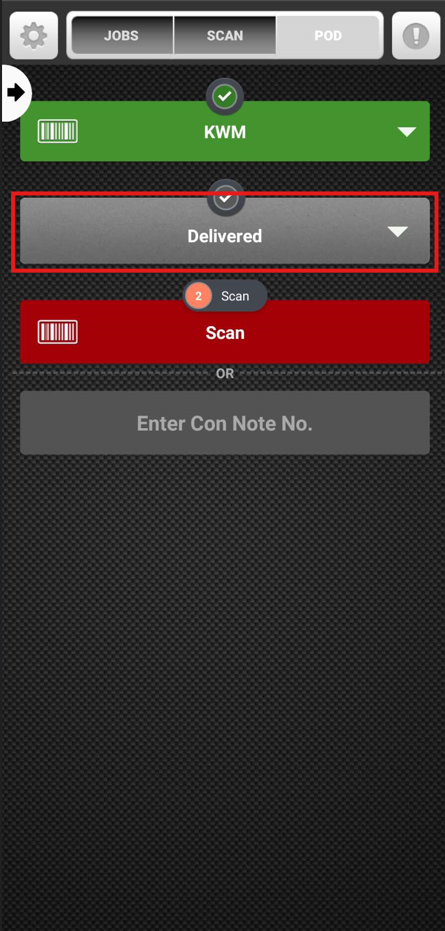 JOBS
SCAN
POD
KWM
Delivered
2 Scan
Scan
OR
Enter Con Note No.